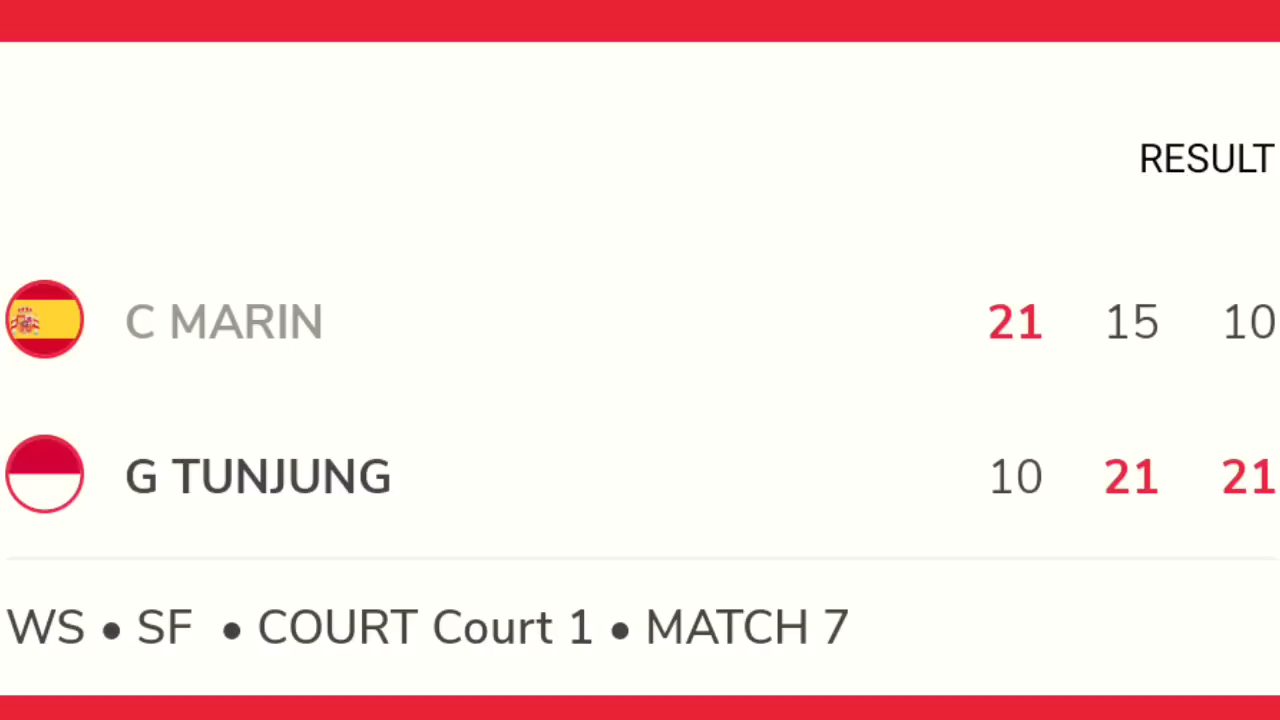 RESULT
C MARIN 21 15 10
G TUNJUNG 10 21 21
WS • SF • COURT Court 1 • MATCH 7